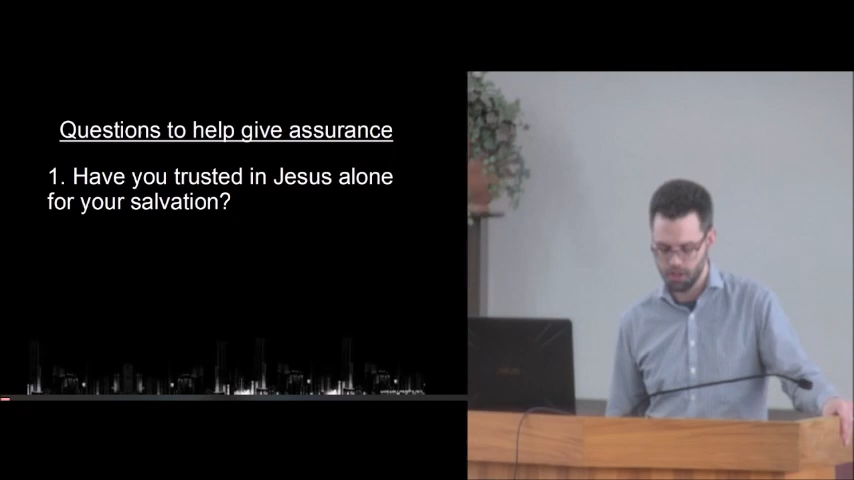 Questions to help give assurance
1. Have you trusted in Jesus alone
for your salvation?